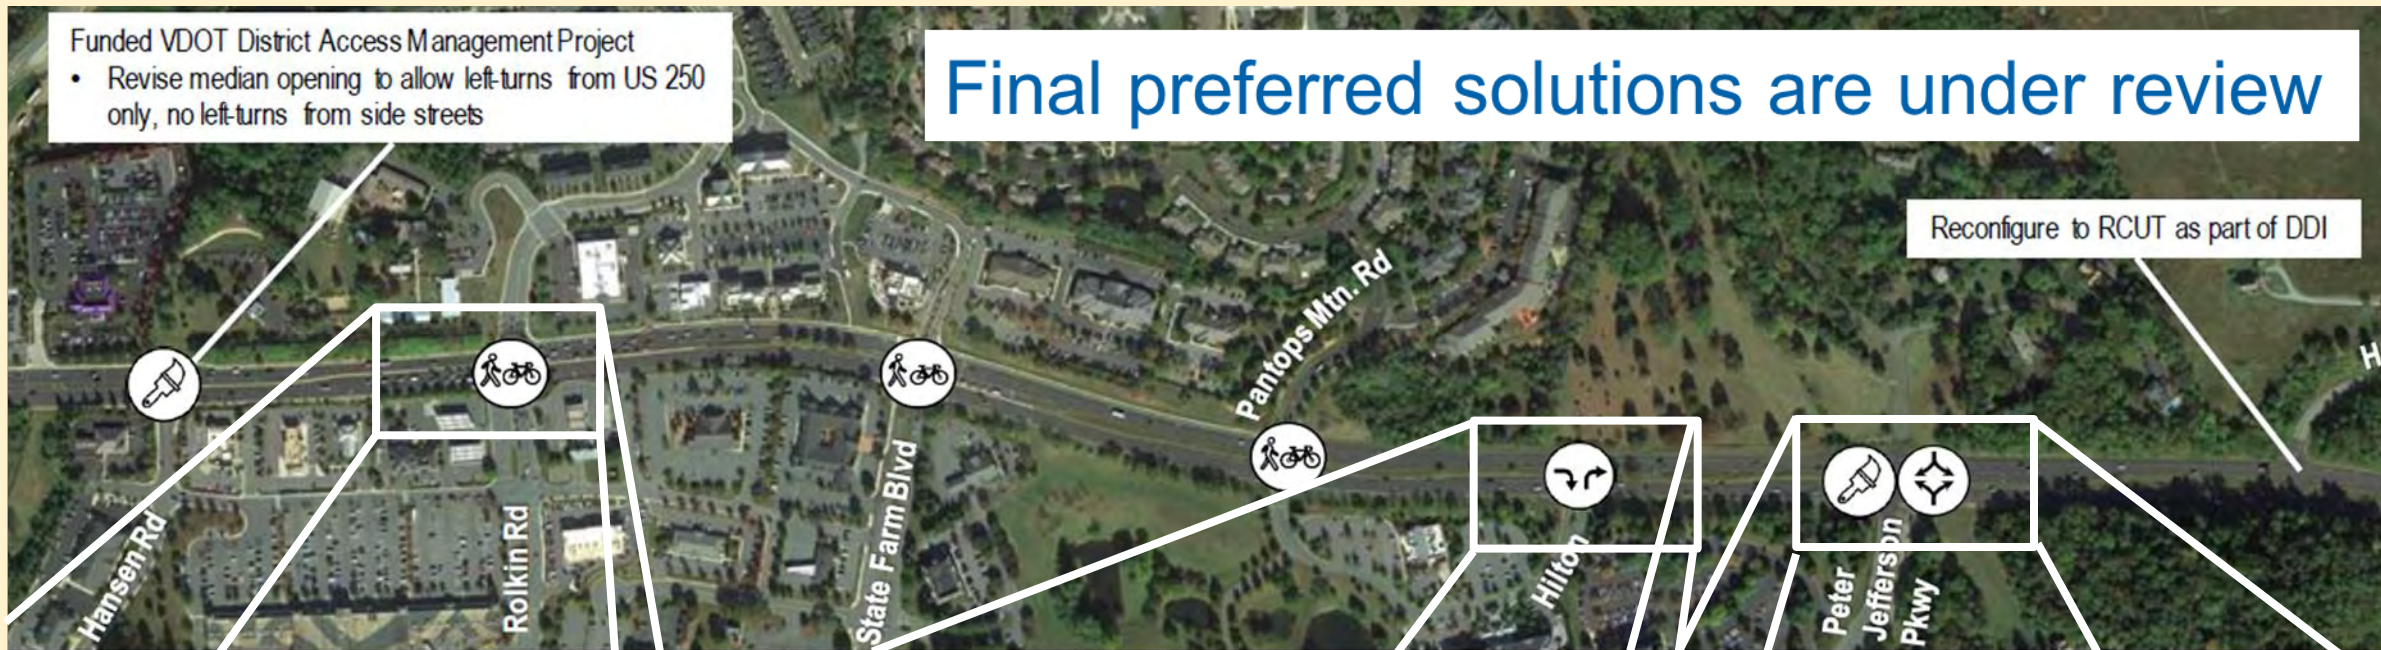 Funded VDOT District Access Management Project
• Revise median opening to allow left-turns from US 250
only, no left-turns from side streets
Final preferred solutions are under review
Reconfigure to RCUT as part of DDI
Pantops Mtn. Rd
H
Hansen Rd
Rolkin Rd
State Farm Blvd
Hilton
Peter
Jefferson
Pkwy